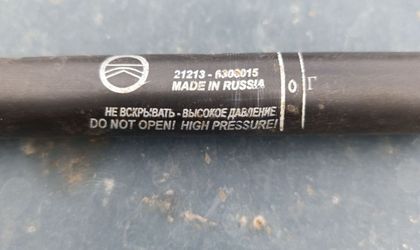 21213 - 6308015
MADE IN RUSSIA
О Г
НЕ ВСКРЫВАТЬ - ВЫСОКОЕ ДАВЛЕНИЕ
DO NOT OPEN! HIGH PRESSURE!